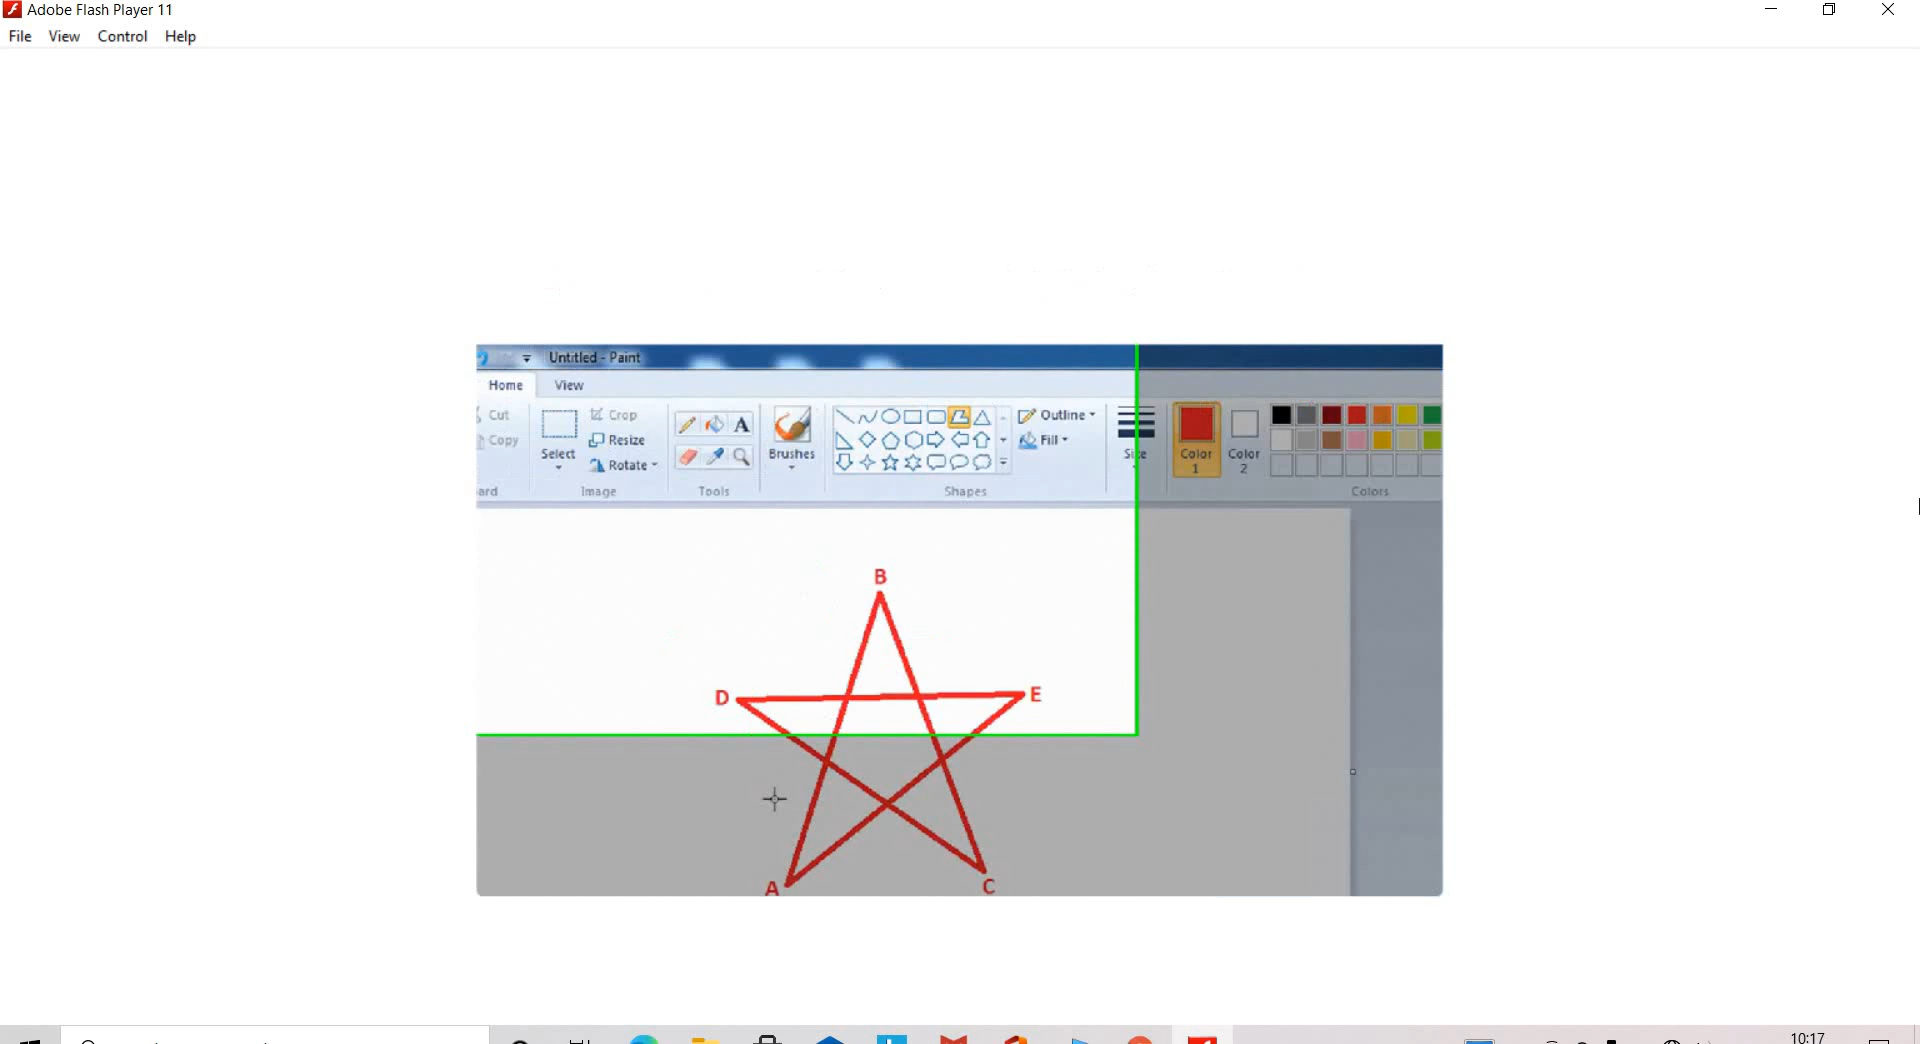 Adobe Flash Player 11
File View Control Help
Untitled - Paint
Home View
Cut
Copy
Select
Crop
Resize
Rotate
Image
Tools
Brushes
Shapes
Outline
Fill
Size
Color 1
Color 2
Colors
B
D
E
A
C
10:17